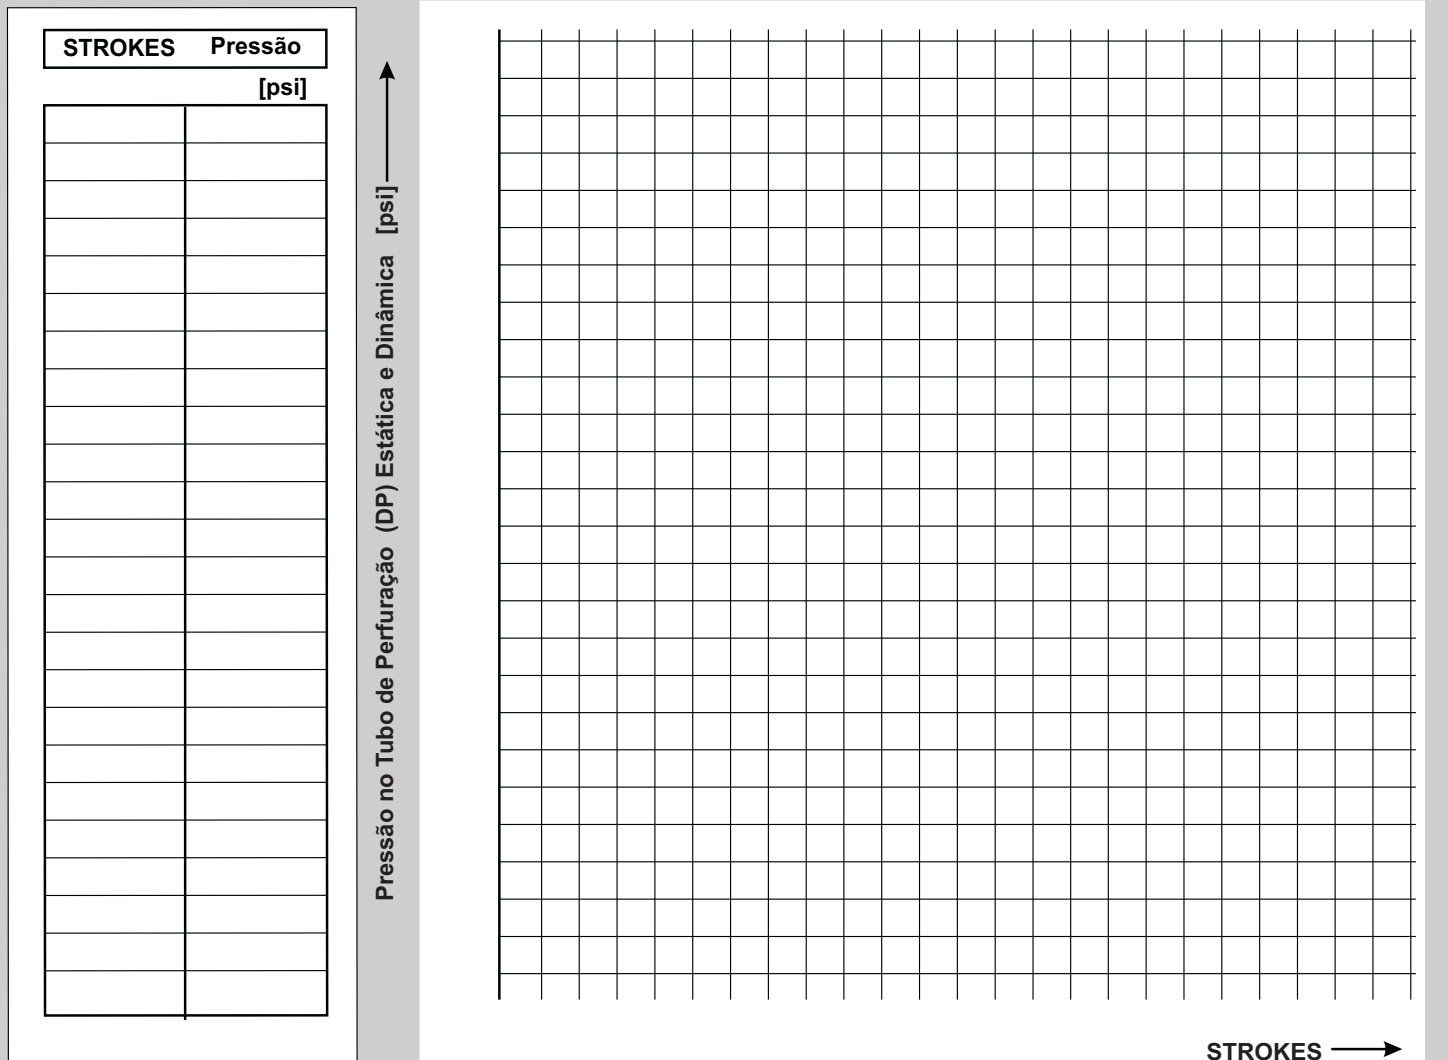 STROKES Pressão
[psi]
Pressão no Tubo de Perfuração (DP) Estática e Dinâmica [psi]
STROKES